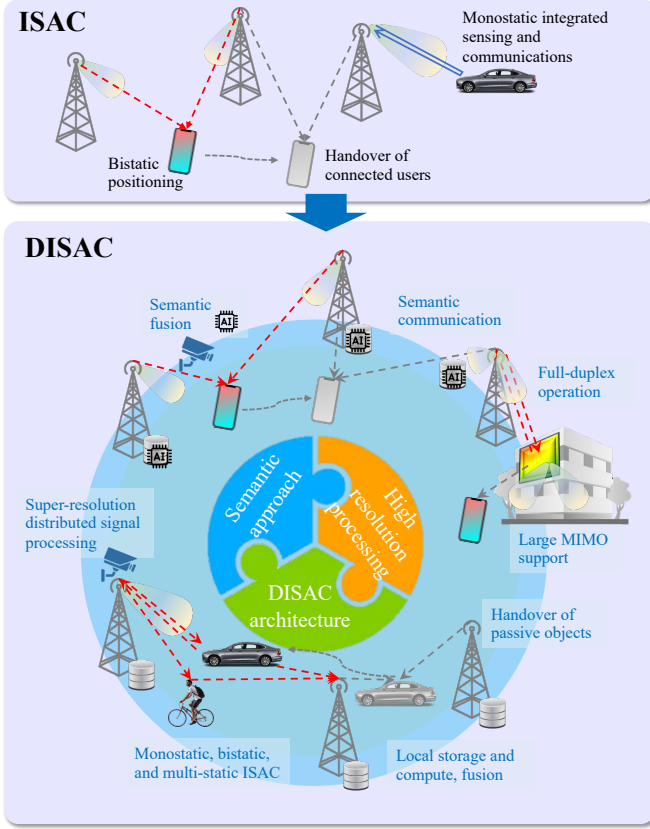 ISAC
Monostatic integrated
sensing and
communications
Bistatic
positioning
Handover of
connected users
DISAC
Semantic
fusion
AI
Semantic
communication
AI
AI
AI
Full-duplex
operation
Semantic
approach
High
resolution
processing
DISAC
architecture
Super-resolution
distributed signal
processing
Large MIMO
support
Handover of
passive objects
Monostatic, bistatic,
and multi-static ISAC
Local storage and
compute, fusion